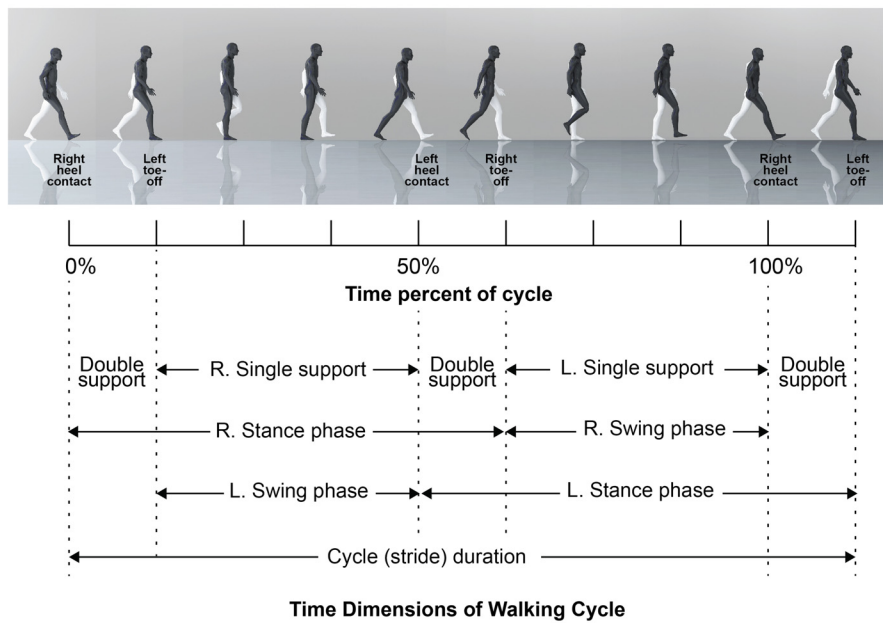 Right heel contact
Left toe-off
Left heel contact
Right toe-off
Right heel contact
Left toe-off
0%
50%
100%
Time percent of cycle
Double support
R. Single support
Double support
L. Single support
Double support
R. Stance phase
R. Swing phase
L. Swing phase
L. Stance phase
Cycle (stride) duration
Time Dimensions of Walking Cycle